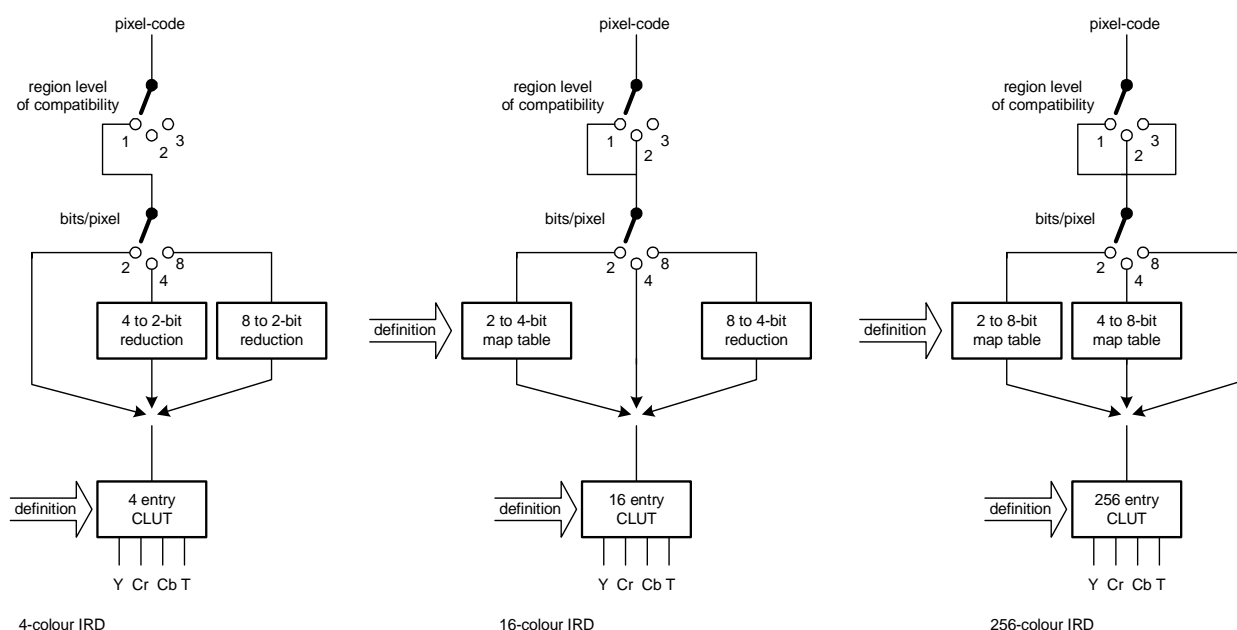 pixel-code
region level
of compatibility
1
2
3
bits/pixel
2
4
8
4 to 2-bit
reduction
8 to 2-bit
reduction
definition
4 entry
CLUT
Y Cr Cb T
4-colour IRD
pixel-code
region level
of compatibility
1
2
3
bits/pixel
2
4
8
definition
2 to 4-bit
map table
8 to 4-bit
reduction
definition
16 entry
CLUT
Y Cr Cb T
16-colour IRD
pixel-code
region level
of compatibility
1
2
3
bits/pixel
2
4
8
definition
2 to 8-bit
map table
4 to 8-bit
map table
definition
256 entry
CLUT
Y Cr Cb T
256-colour IRD